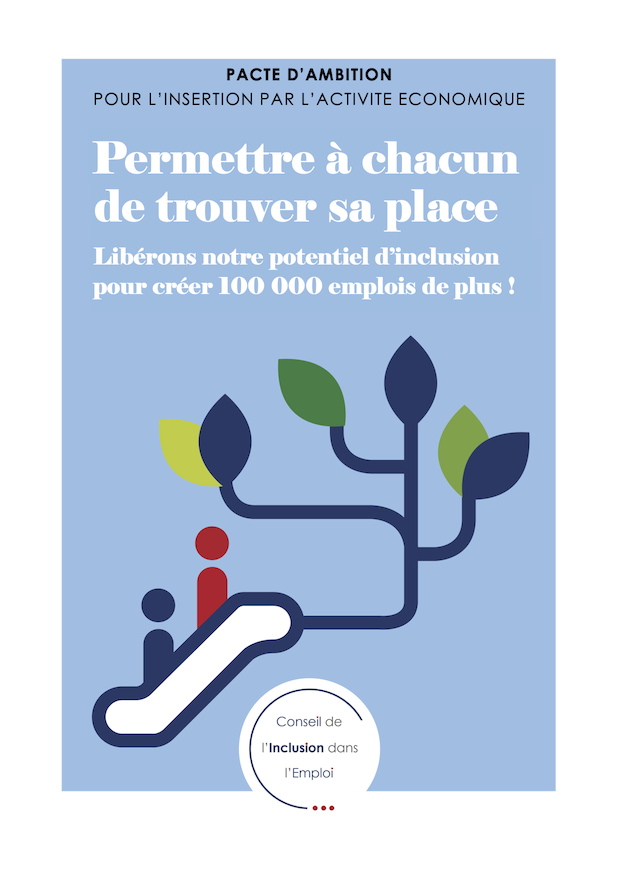 PACTE D'AMBITION
POUR L'INSERTION PAR L'ACTIVITE ECONOMIQUE
Permettre à chacun
de trouver sa place
Libérons notre potentiel d'inclusion
pour créer 100 000 emplois de plus !
Conseil de
l'Inclusion dans
l'Emploi